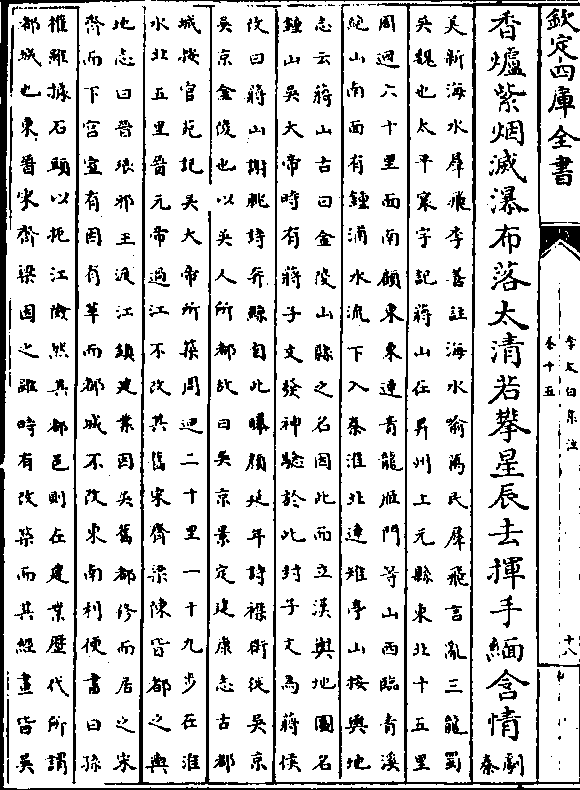 欽定四庫全書
李太白集注
卷十五
十八
香爐紫烟滅瀑布落太清若攀星辰去揮手緬含情劇秦
美新海水羣飛李善註海水喻萬民羣飛言亂三龍蜀
吳魏也太平寰宇記蔣山在昇州上元縣東北十五里
周迴六十里面南顧東東連青龍雁門等山西臨青溪
絶山南面有鍾浦水流下入秦淮北連雉亭山按輿地
志云蔣山古曰金陵山縣之名因此而立漢輿地圖名
鍾山吳大帝時有蔣子文發神驗於此封子文為蔣侯
改曰蔣山謝朓詩弁縣自此曝顔延年詩襟衛從吳京
吳京金陵也以吳人所都故曰吳京景定建康志古都
城按宫苑記吳大帝所築周迴二十里一十九步在淮
水北五里晉元帝過江不改其舊宋齊梁陳皆都之輿
地志曰晉琅邪王渡江鎮建業因吳舊都修而居之宋
齊而下宫室有因有革而都城不改東南利便書曰孫
權雖據石頭以扼江險然其都邑則在建業歷代所謂
都城也東晉宋齊梁因之雖時有改築而其經畫皆吳